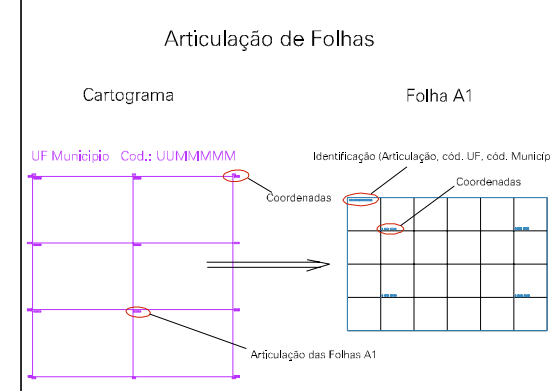 Articulação de Folhas
Cartograma
Folha A1
UF Municipio Cod.: UUMMMMM
Identificação (Articulação, cód. UF, cód. Municíp
Coordenadas
Coordenadas
Articulação das Folhas A1